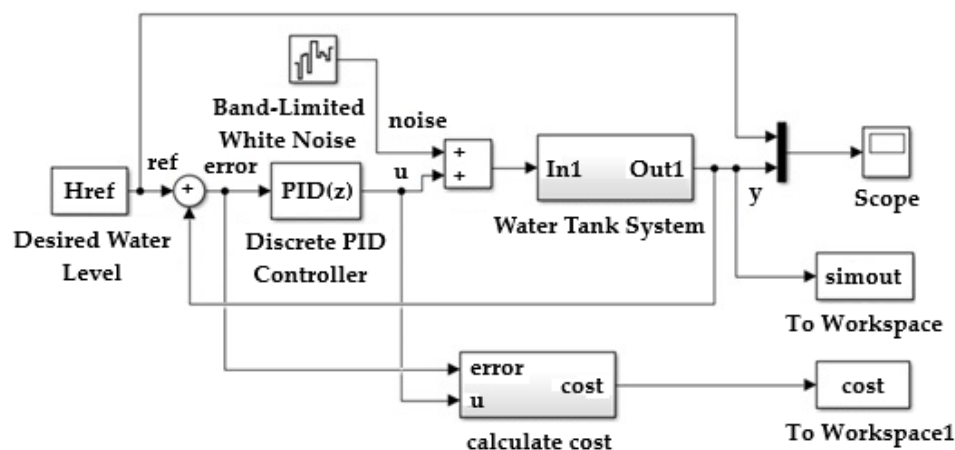 Band-Limited
White Noise
noise
ref
error
u
+
+
Href
+
PID(z)
In1
Out1
y
Scope
Desired Water
Level
Discrete PID
Controller
Water Tank System
simout
To Workspace
error
u
cost
calculate cost
cost
To Workspace1